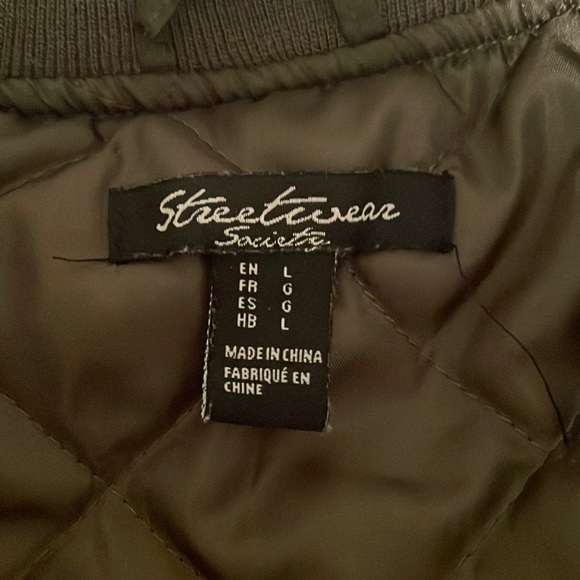 Streetwear
Society
EN L
FR G
ES G
HB L
MADE IN CHINA
FABRIQUÉ EN
CHINE